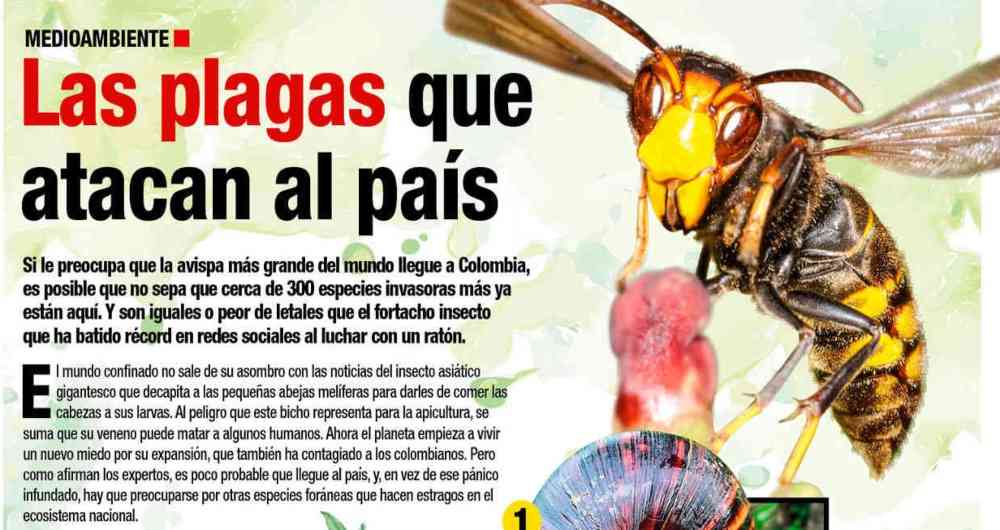 MEDIOAMBIENTE
Las plagas que
atacan al país
Si le preocupa que la avispa más grande del mundo llegue a Colombia,
es posible que no sepa que cerca de 300 especies invasoras más ya
están aquí. Y son iguales o peor de letales que el fortacho insecto
que ha batido récord en redes sociales al luchar con un ratón.
El mundo confinado no sale de su asombro con las noticias del insecto asiático
gigantesco que decapita a las pequeñas abejas melíferas para darles de comer las
cabezas a sus larvas. Al peligro que este bicho representa para la apicultura, se
suma que su veneno puede matar a algunos humanos. Ahora el planeta empieza a vivir
un nuevo miedo por su expansión, que también ha contagiado a los colombianos. Pero
como afirman los expertos, es poco probable que llegue al país, y, en vez de ese pánico
infundado, hay que preocuparse por otras especies foráneas que hacen estragos en el
ecosistema nacional.
1